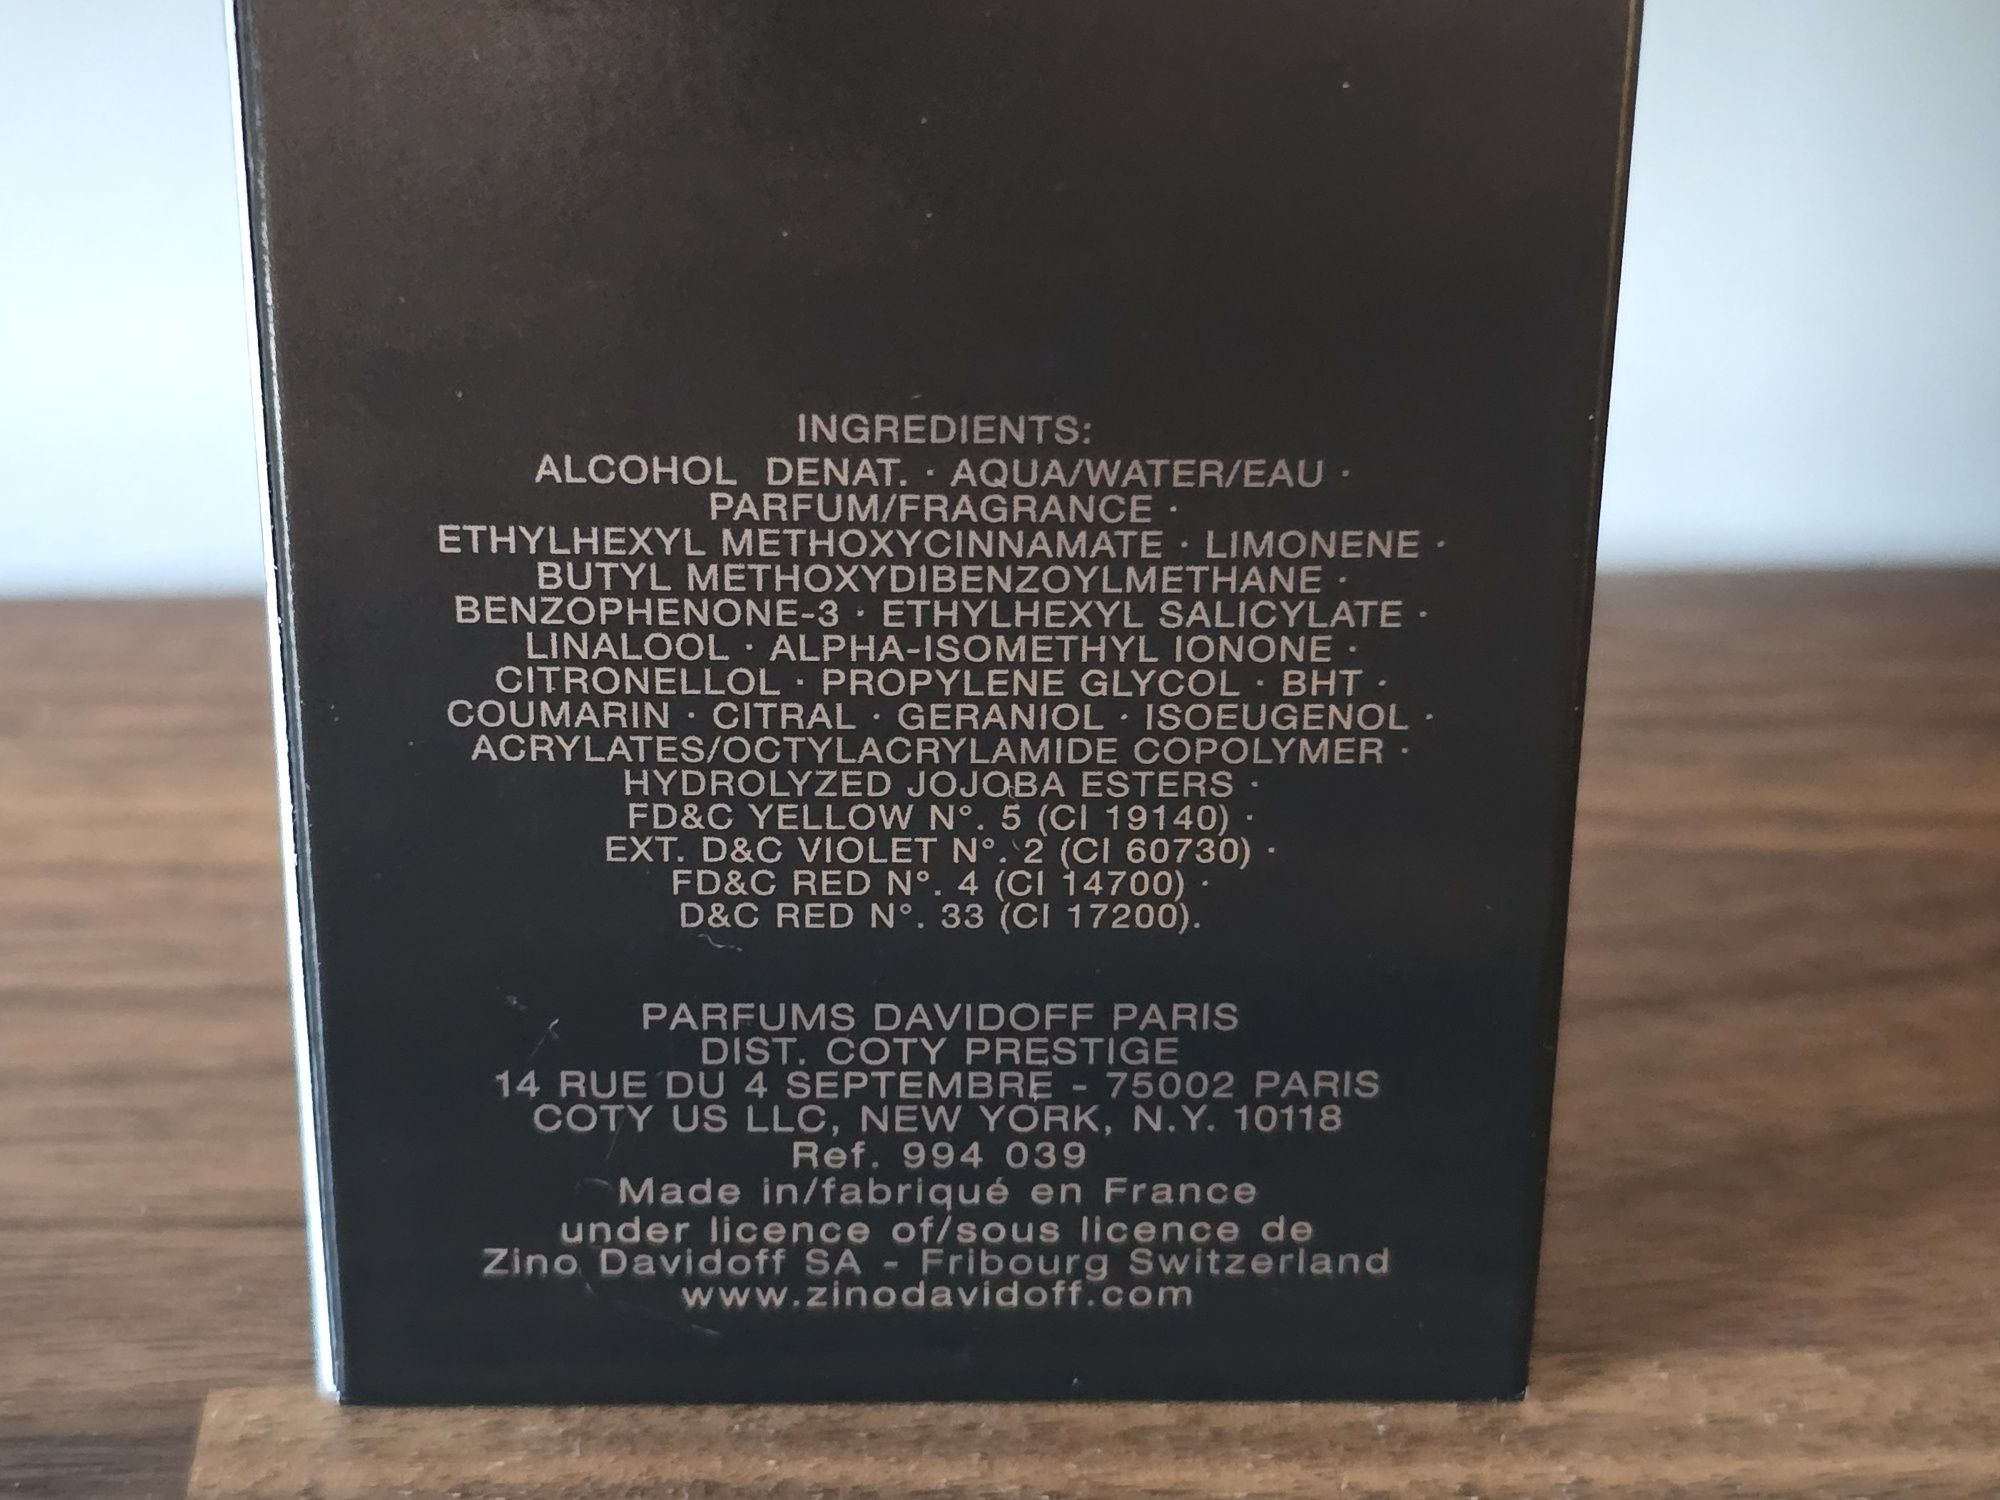 INGREDIENTS:
ALCOHOL DENAT. · AQUA/WATER/EAU ·
PARFUM/FRAGRANCE ·
ETHYLHEXYL METHOXYCINNAMATE · LIMONENE ·
BUTYL METHOXYDIBENZOYLMETHANE ·
BENZOPHENONE-3 · ETHYLHEXYL SALICYLATE ·
LINALOOL · ALPHA-ISOMETHYL IONONE ·
CITRONELLOL · PROPYLENE GLYCOL · BHT ·
COUMARIN · CITRAL · GERANIOL · ISOEUGENOL ·
ACRYLATES/OCTYLACRYLAMIDE COPOLYMER ·
HYDROLYZED JOJOBA ESTERS ·
FD&C YELLOW N°. 5 (CI 19140) ·
EXT. D&C VIOLET N°. 2 (CI 60730) ·
FD&C RED N°. 4 (CI 14700) ·
D&C RED N°. 33 (CI 17200).
PARFUMS DAVIDOFF PARIS
DIST. COTY PRESTIGE
14 RUE DU 4 SEPTEMBRE - 75002 PARIS
COTY US LLC, NEW YORK, N.Y. 10118
Ref. 994 039
Made in/fabriqué en France
under licence of/sous licence de
Zino Davidoff SA - Fribourg Switzerland
www.zinodavidoff.com